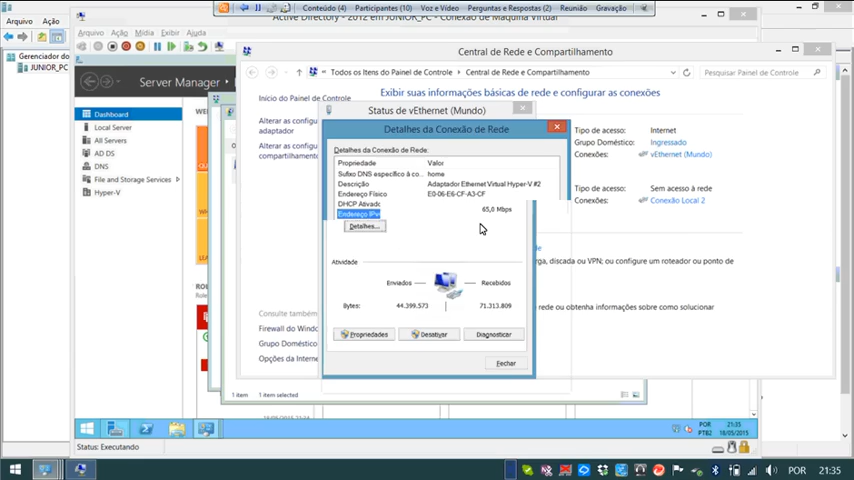 Conteúdo (4)
Participantes (10)
Voz e Vídeo
Perguntas e Respostas (2)
Reunião
Gravação
Active Directory - 2012 em JUNIOR_PC - Conexão de Máquina Virtual
Arquivo Ação
Arquivo Ação Mídia Exibir Ajuda
Gerenciador do
JUNIOR_PC
Server Manager
Dashboard
Local Server
All Servers
AD DS
DNS
File and Storage Services
Hyper-V
Central de Rede e Compartilhamento
Todos os Itens do Painel de Controle
Central de Rede e Compartilhamento
Pesquisar Painel de Controle
Início do Painel de Controle
Exibir suas informações básicas de rede e configurar as conexões
Alterar as
adaptador
Alterar as
compartilhamento
Status de vEthernet (Mundo)
Detalhes da Conexão de Rede
Detalhes da Conexão de Rede:
Propriedade Valor
Sufixo DNS específico à co... home
Descrição Adaptador Ethernet Virtual Hyper-V #2
Endereço Físico E0-06-E6-CF-A3-CF
DHCP Ativado
Endereço IPv
65,0 Mbps
Detalhes...
Tipo de acesso: Internet
Grupo Doméstico: Ingressado
Conexões: vEthernet (Mundo)
Tipo de acesso: Sem acesso à rede
Conexões: Conexão Local 2
de
rga, discada ou VPN; ou configure um roteador ou ponto de
rede ou obtenha informações sobre como solucionar
Atividade
Enviados
Recebidos
Bytes: 44.399.573 71.313.809
Propriedades
Desativar
Diagnosticar
Fechar
Consulte também
Firewall do Windo
Grupo Doméstico
Opções da Internet
1 item
1 item selected
POR
PTB2
21:35
18/05/2015
Status: Executando
POR
21:35